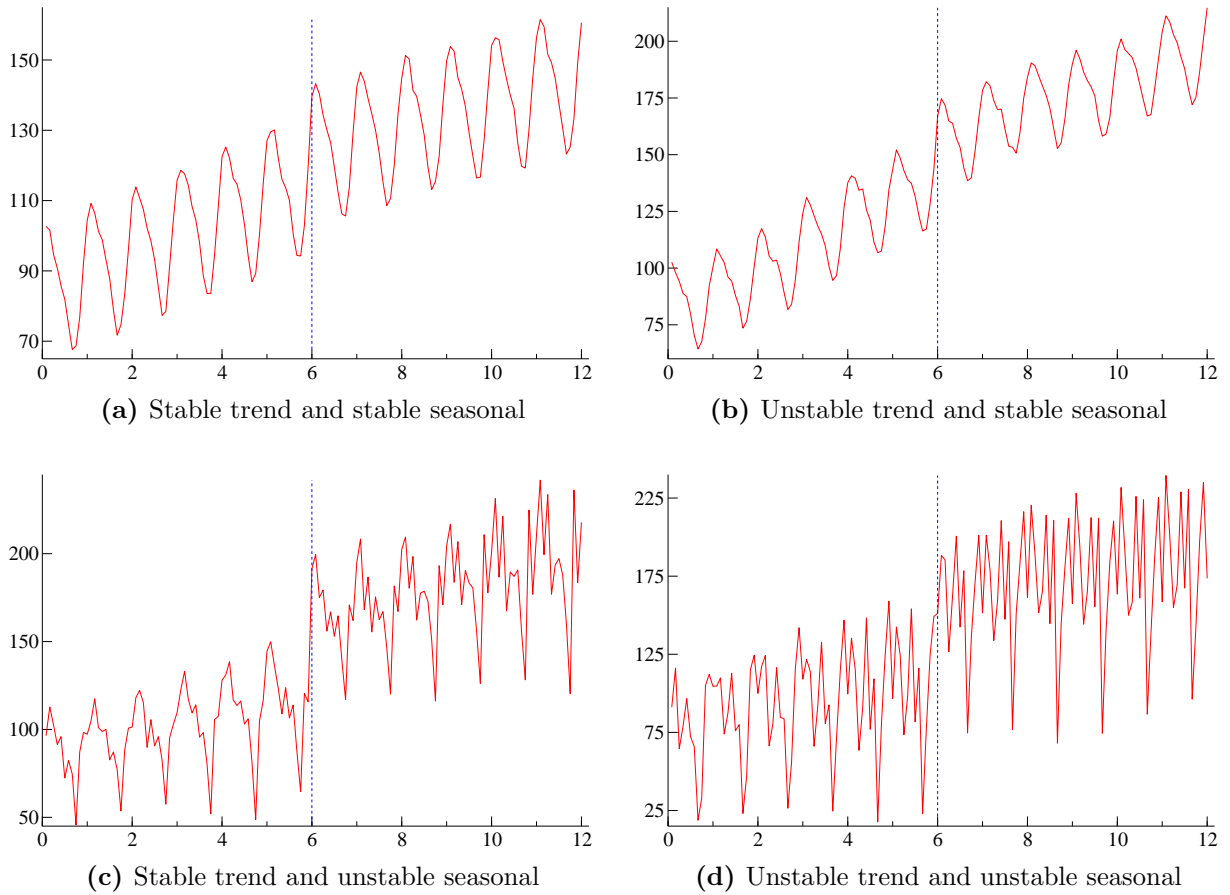 150
130
110
90
70
0 2 4 6 8 10 12
(a) Stable trend and stable seasonal
200
175
150
125
100
75
0 2 4 6 8 10 12
(b) Unstable trend and stable seasonal
200
150
100
50
0 2 4 6 8 10 12
(c) Stable trend and unstable seasonal
225
175
125
75
25
0 2 4 6 8 10 12
(d) Unstable trend and unstable seasonal